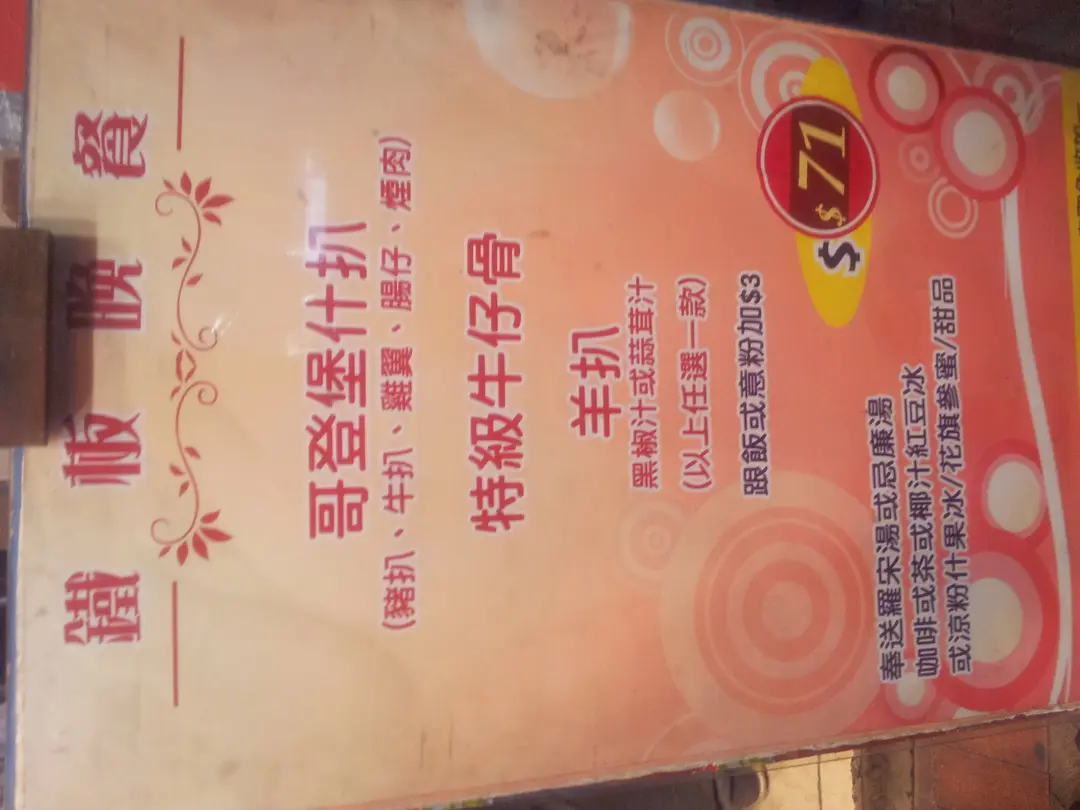 鐵板晚餐
哥登堡什扒
(豬扒、牛扒、雞翼、腸仔、煙肉)
特級牛仔骨
羊扒
黑椒汁或蒜茸汁
(以上任選一款)
跟飯或意粉加$3
$71
奉送羅宋湯或忌廉湯
咖啡或茶或椰汁紅豆冰
或涼粉什果冰/花旗參蜜/甜品